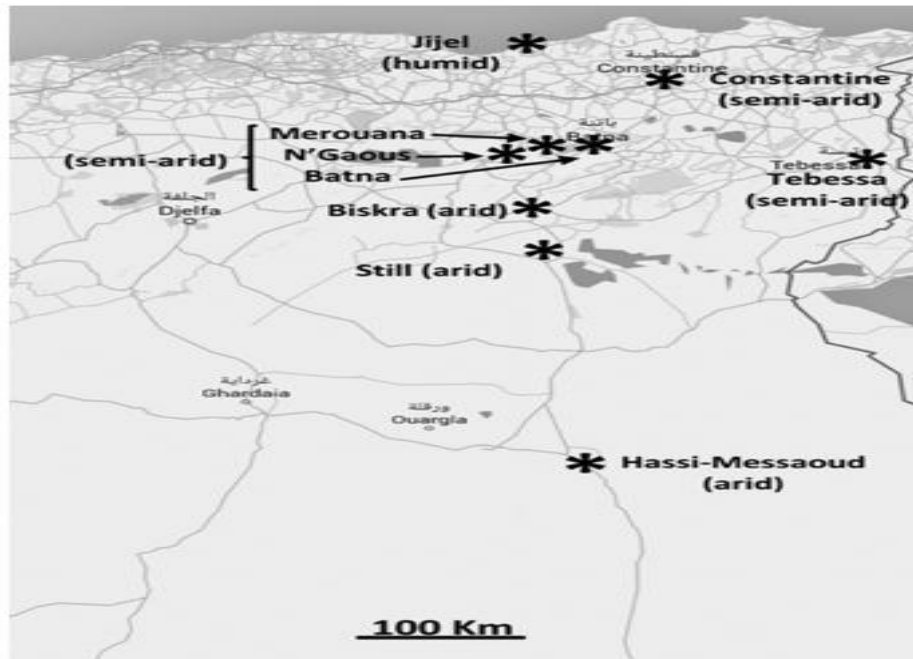 Jijel
(humid)
قسنطينة
Constantine
Constantine
(semi-arid)
باتنة
Batna
Merouana
N'Gaous
Batna
(semi-arid)
Tebessa
Tebessa
(semi-arid)
الجلفة
Djelfa
Biskra (arid)
Still (arid)
غرداية
Ghardaia
ورقلة
Ouargla
Hassi-Messaoud
(arid)
100 Km